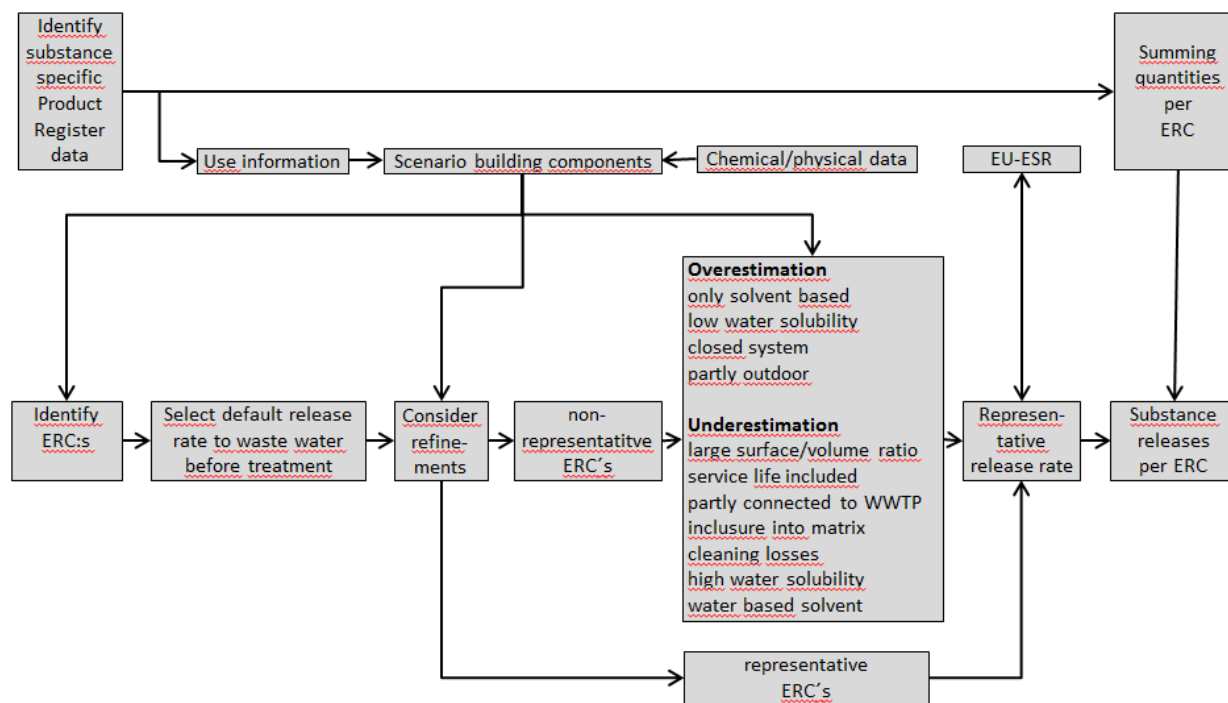 Identify
substance
specific
Product
Register
data
Summing
quantities
per
ERC
Use information
Scenario building components
Chemical/physical data
EU-ESR
Overestimation
only solvent based
low water solubility
closed system
partly outdoor
Underestimation
large surface/volume ratio
service life included
partly connected to WWTP
inclusure into matrix
cleaning losses
high water solubility
water based solvent
Identify
ERC:s
Select default release
rate to waste water
before treatment
Consider
refine-
ments
non-
representatitve
ERC´s
Represen-
tative
release rate
Substance
releases
per ERC
representative
ERC´s